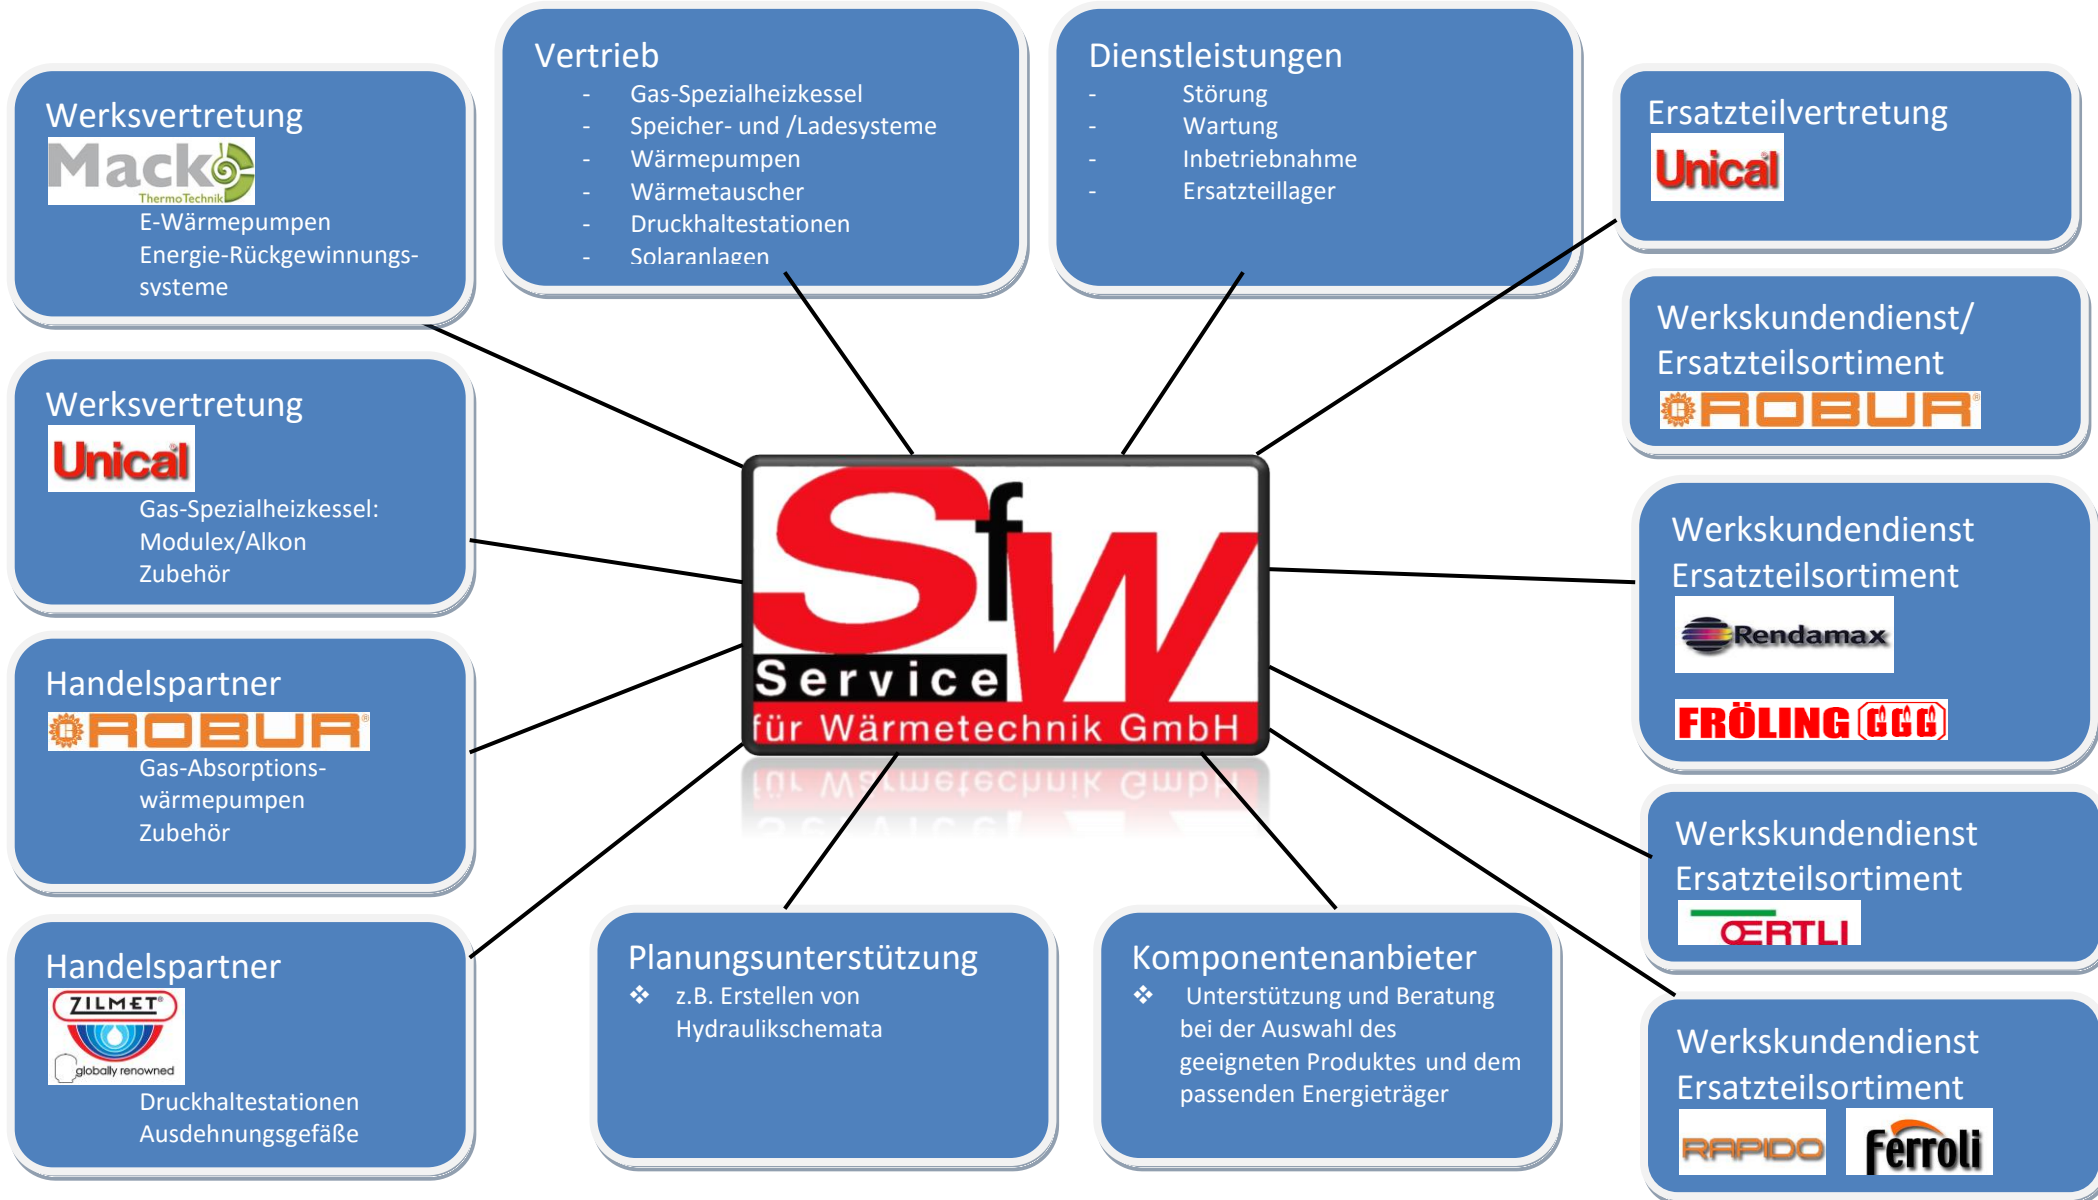 Werksvertretung
Mack
ThermoTechnik
E-Wärmepumpen
Energie-Rückgewinnungs-
systeme
Werksvertretung
Unical
Gas-Spezialheizkessel:
Modulex/Alkon
Zubehör
Handelspartner
ROBUR®
Gas-Absorptions-
wärmepumpen
Zubehör
Handelspartner
ZILMET®
globally renowned
Druckhaltestationen
Ausdehnungsgefäße
Vertrieb
- Gas-Spezialheizkessel
- Speicher- und /Ladesysteme
- Wärmepumpen
- Wärmetauscher
- Druckhaltestationen
- Solaranlagen
Dienstleistungen
- Störung
- Wartung
- Inbetriebnahme
- Ersatzteillager
SfW
Service
für Wärmetechnik GmbH
Planungsunterstützung
❖ z.B. Erstellen von
Hydraulikschemata
Komponentenanbieter
❖ Unterstützung und Beratung
bei der Auswahl des
geeigneten Produktes und dem
passenden Energieträger
Ersatzteilvertretung
Unical
Werkskundendienst/
Ersatzteilsortiment
ROBUR®
Werkskundendienst
Ersatzteilsortiment
Rendamax
FRÖLING
Werkskundendienst
Ersatzteilsortiment
ŒRTLI
Werkskundendienst
Ersatzteilsortiment
RAPIDO Ferroli